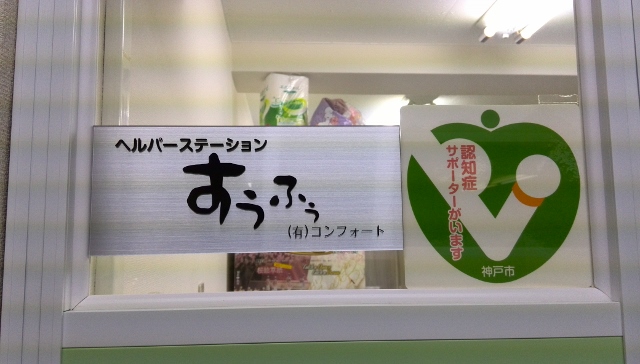 ヘルパーステーション
すぅふぅ
(有)コンフォート
認知症
サポーターがいます
神戸市